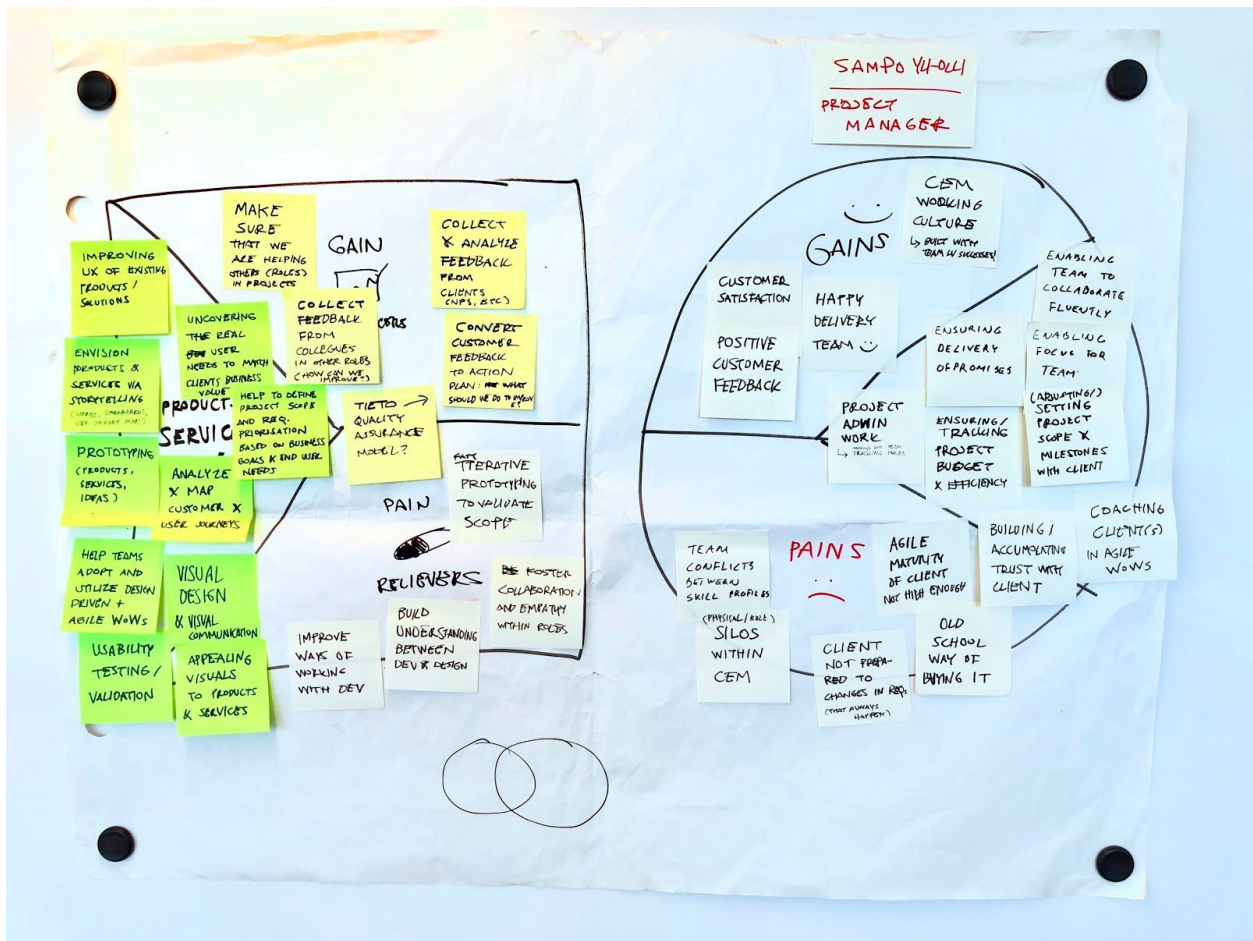 SAMPO YLI-OLLI
PROJECT
MANAGER
MAKE
SURE
THAT WE
ARE HELPING
OTHERS (ROLES)
IN PROJECTS
GAIN
COLLECT
& ANALYZE
FEEDBACK
FROM
CLIENTS
(NPS, ETC)
IMPROVING
UX OF EXISTING
PRODUCTS/
SOLUTIONS
UNCOVERING
THE REAL
USER
NEEDS TO MATCH
CLIENTS BUSINESS
VALUE
COLLECT
FEEDBACK
FROM
COLLEGUES
IN OTHER ROLES
(HOW CAN WE
IMPROVE?)
CONVERT
CUSTOMER
FEEDBACK
TO ACTION
PLAN: WHAT
SHOULD WE DO TO IMPROVE?
ENVISION
PRODUCTS &
SERVICES VIA
STORYTELLING
PRODUCT
SERVIC
HELP TO DEFINE
PROJECT SCOPE
AND REQ.
PRIORISATION
BASED ON BUSINESS
GOALS & END USER
NEEDS
TIETO →
QUALITY
ASSURANCE
MODEL?
PROTOTYPING
(PRODUCTS,
SERVICES,
IDEAS)
ANALYZE
& MAP
CUSTOMER &
USER JOURNEYS
PAIN
RELIEVERS
FAST
ITERATIVE
PROTOTYPING
TO VALIDATE
SCOPE
HELP TEAMS
ADOPT AND
UTILIZE DESIGN
DRIVEN +
AGILE WoWs
VISUAL
DESIGN
& VISUAL
COMMUNICATION
FOSTER
COLLABORATION
AND EMPATHY
WITHIN ROLES
BUILD
UNDERSTANDING
BETWEEN
DEV & DESIGN
IMPROVE
WAYS OF
WORKING
WITH DEV
USABILITY
TESTING/
VALIDATION
APPEALING
VISUALS
TO PRODUCTS
& SERVICES
GAINS
CEM
WORKING
CULTURE
↳ BUILT WITH
TEAM IN SUCCESSES!
CUSTOMER
SATISFACTION
HAPPY
DELIVERY
TEAM
POSITIVE
CUSTOMER
FEEDBACK
ENABLING
TEAM TO
COLLABORATE
FLUENTLY
ENSURING
DELIVERY
OF PROMISES
ENABLING
FOCUS FOR
TEAM
PROJECT
ADMIN
WORK
ENSURING/
TRACKING
PROJECT
BUDGET
& EFFICIENCY
SETTING
PROJECT
SCOPE &
MILESTONES
WITH CLIENT
PAINS
TEAM
CONFLICTS
BETWEEN
SKILL PROFILES
AGILE
MATURITY
OF CLIENT
NOT HIGH ENOUGH
BUILDING/
ACCUMULATING
TRUST WITH
CLIENT
COACHING
CLIENT(S)
IN AGILE
WoWs
(PHYSICAL/ROLE)
SILOS
WITHIN
CEM
CLIENT
NOT PREPA-
RED TO
CHANGES IN REQ.
(THAT ALWAYS
HAPPEN)
OLD
SCHOOL
WAY OF
BUYING IT